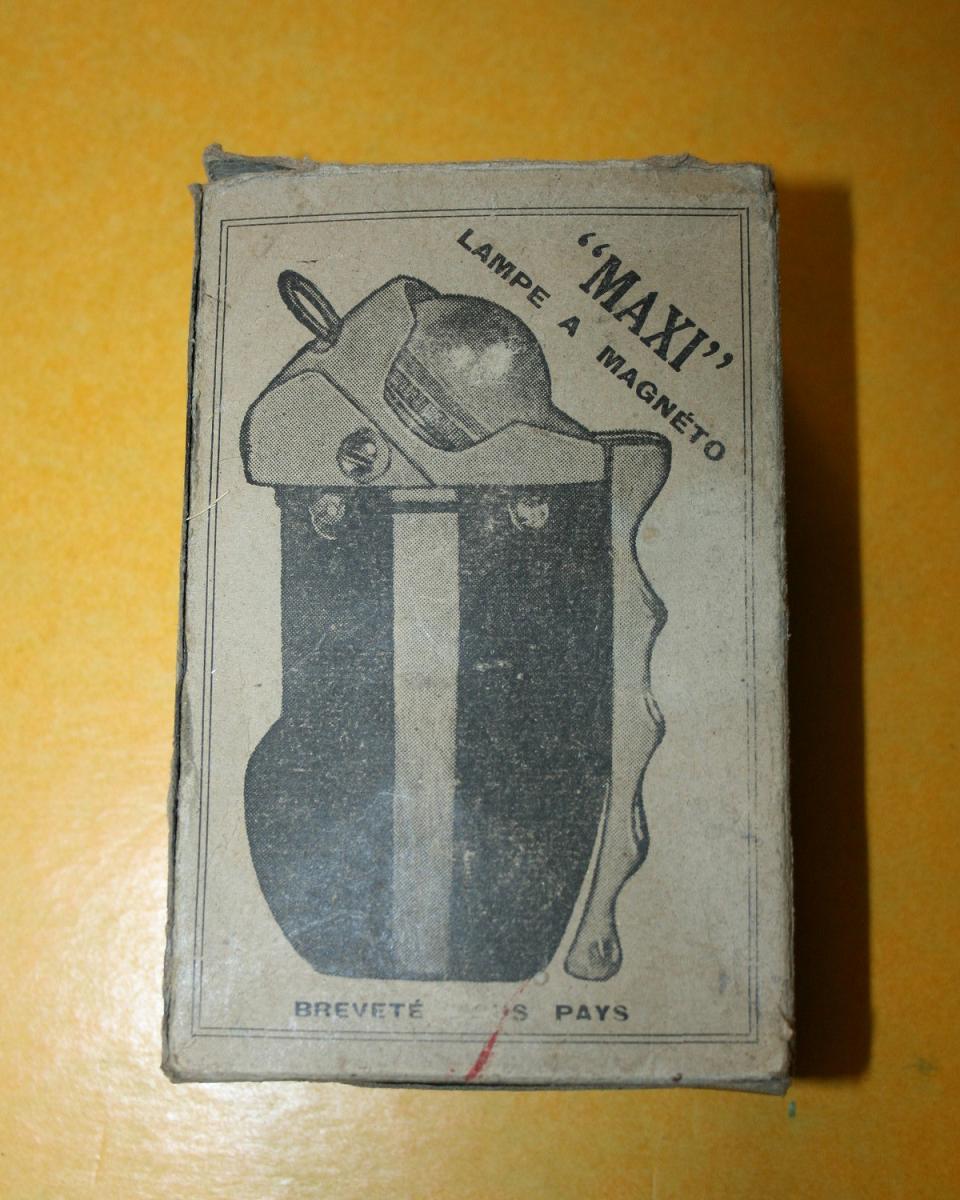 “MAXI”
LAMPE A MAGNÉTO
BREVETÉ PAYS